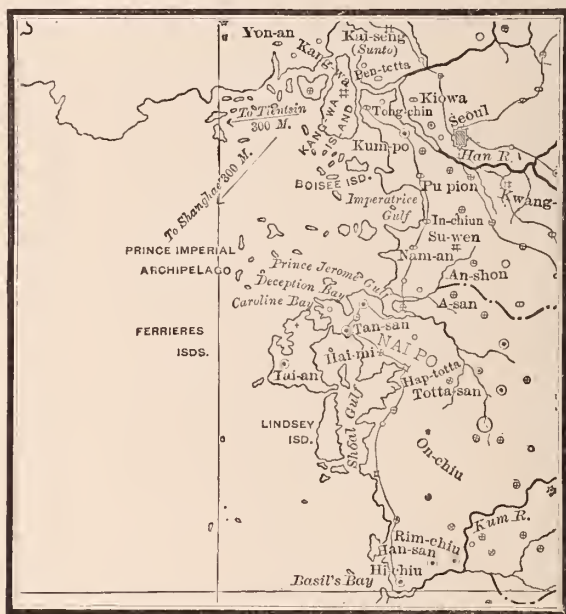 Yon-an
Kai-seng
(Sunto)
Kang-wa
Pen-totta
To Tientsin
300 M.
KANG-WA
ISLAND
Tong-chin
Kiowa
Seoul
Kum-po
Han R.
BOISEE ISD.
Pu pion
Kwang-
To Shanghae 300 M.
Imperatrice
Gulf
In-chiun
Su-wen
PRINCE IMPERIAL
ARCHIPELAGO
Nam-an
Prince Jerome Gulf
An-shon
Deception Bay
Caroline Bay
A-san
FERRIERES
ISDS.
Tan-san
NAI PO
Hai-mi
Tai-an
Hap-totta
Totta-san
LINDSEY
ISD.
Shoal Gulf
On-chiu
Kum R.
Rim-chiu
Han-san
Hi-chiu
Basil's Bay